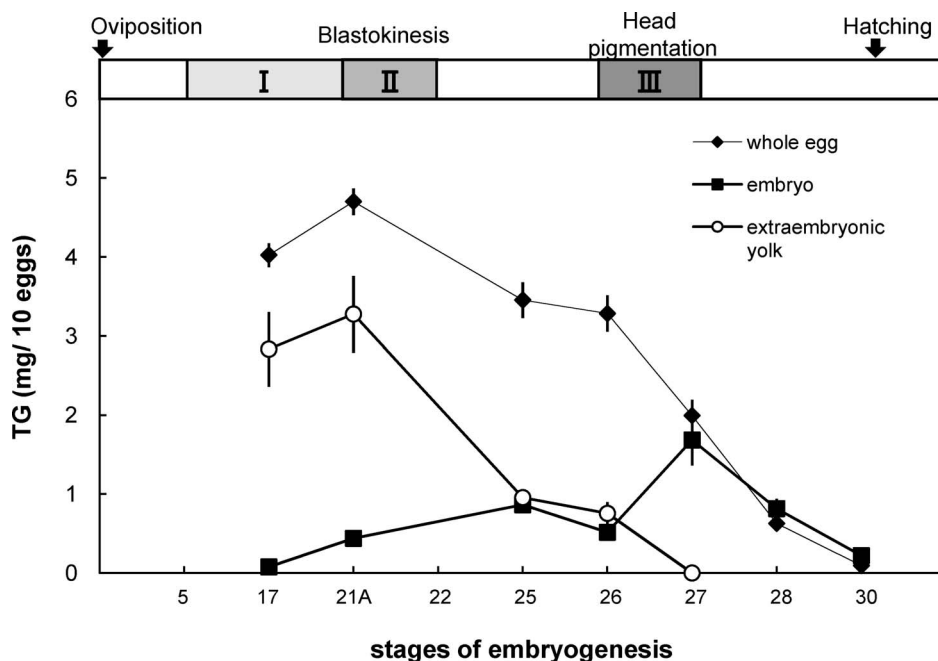 Oviposition
Blastokinesis
Head
pigmentation
Hatching
I
II
III
6
5
4
3
2
1
0
TG (mg/ 10 eggs)
whole egg
embryo
extraembryonic
yolk
5
17
21A
22
25
26
27
28
30
stages of embryogenesis